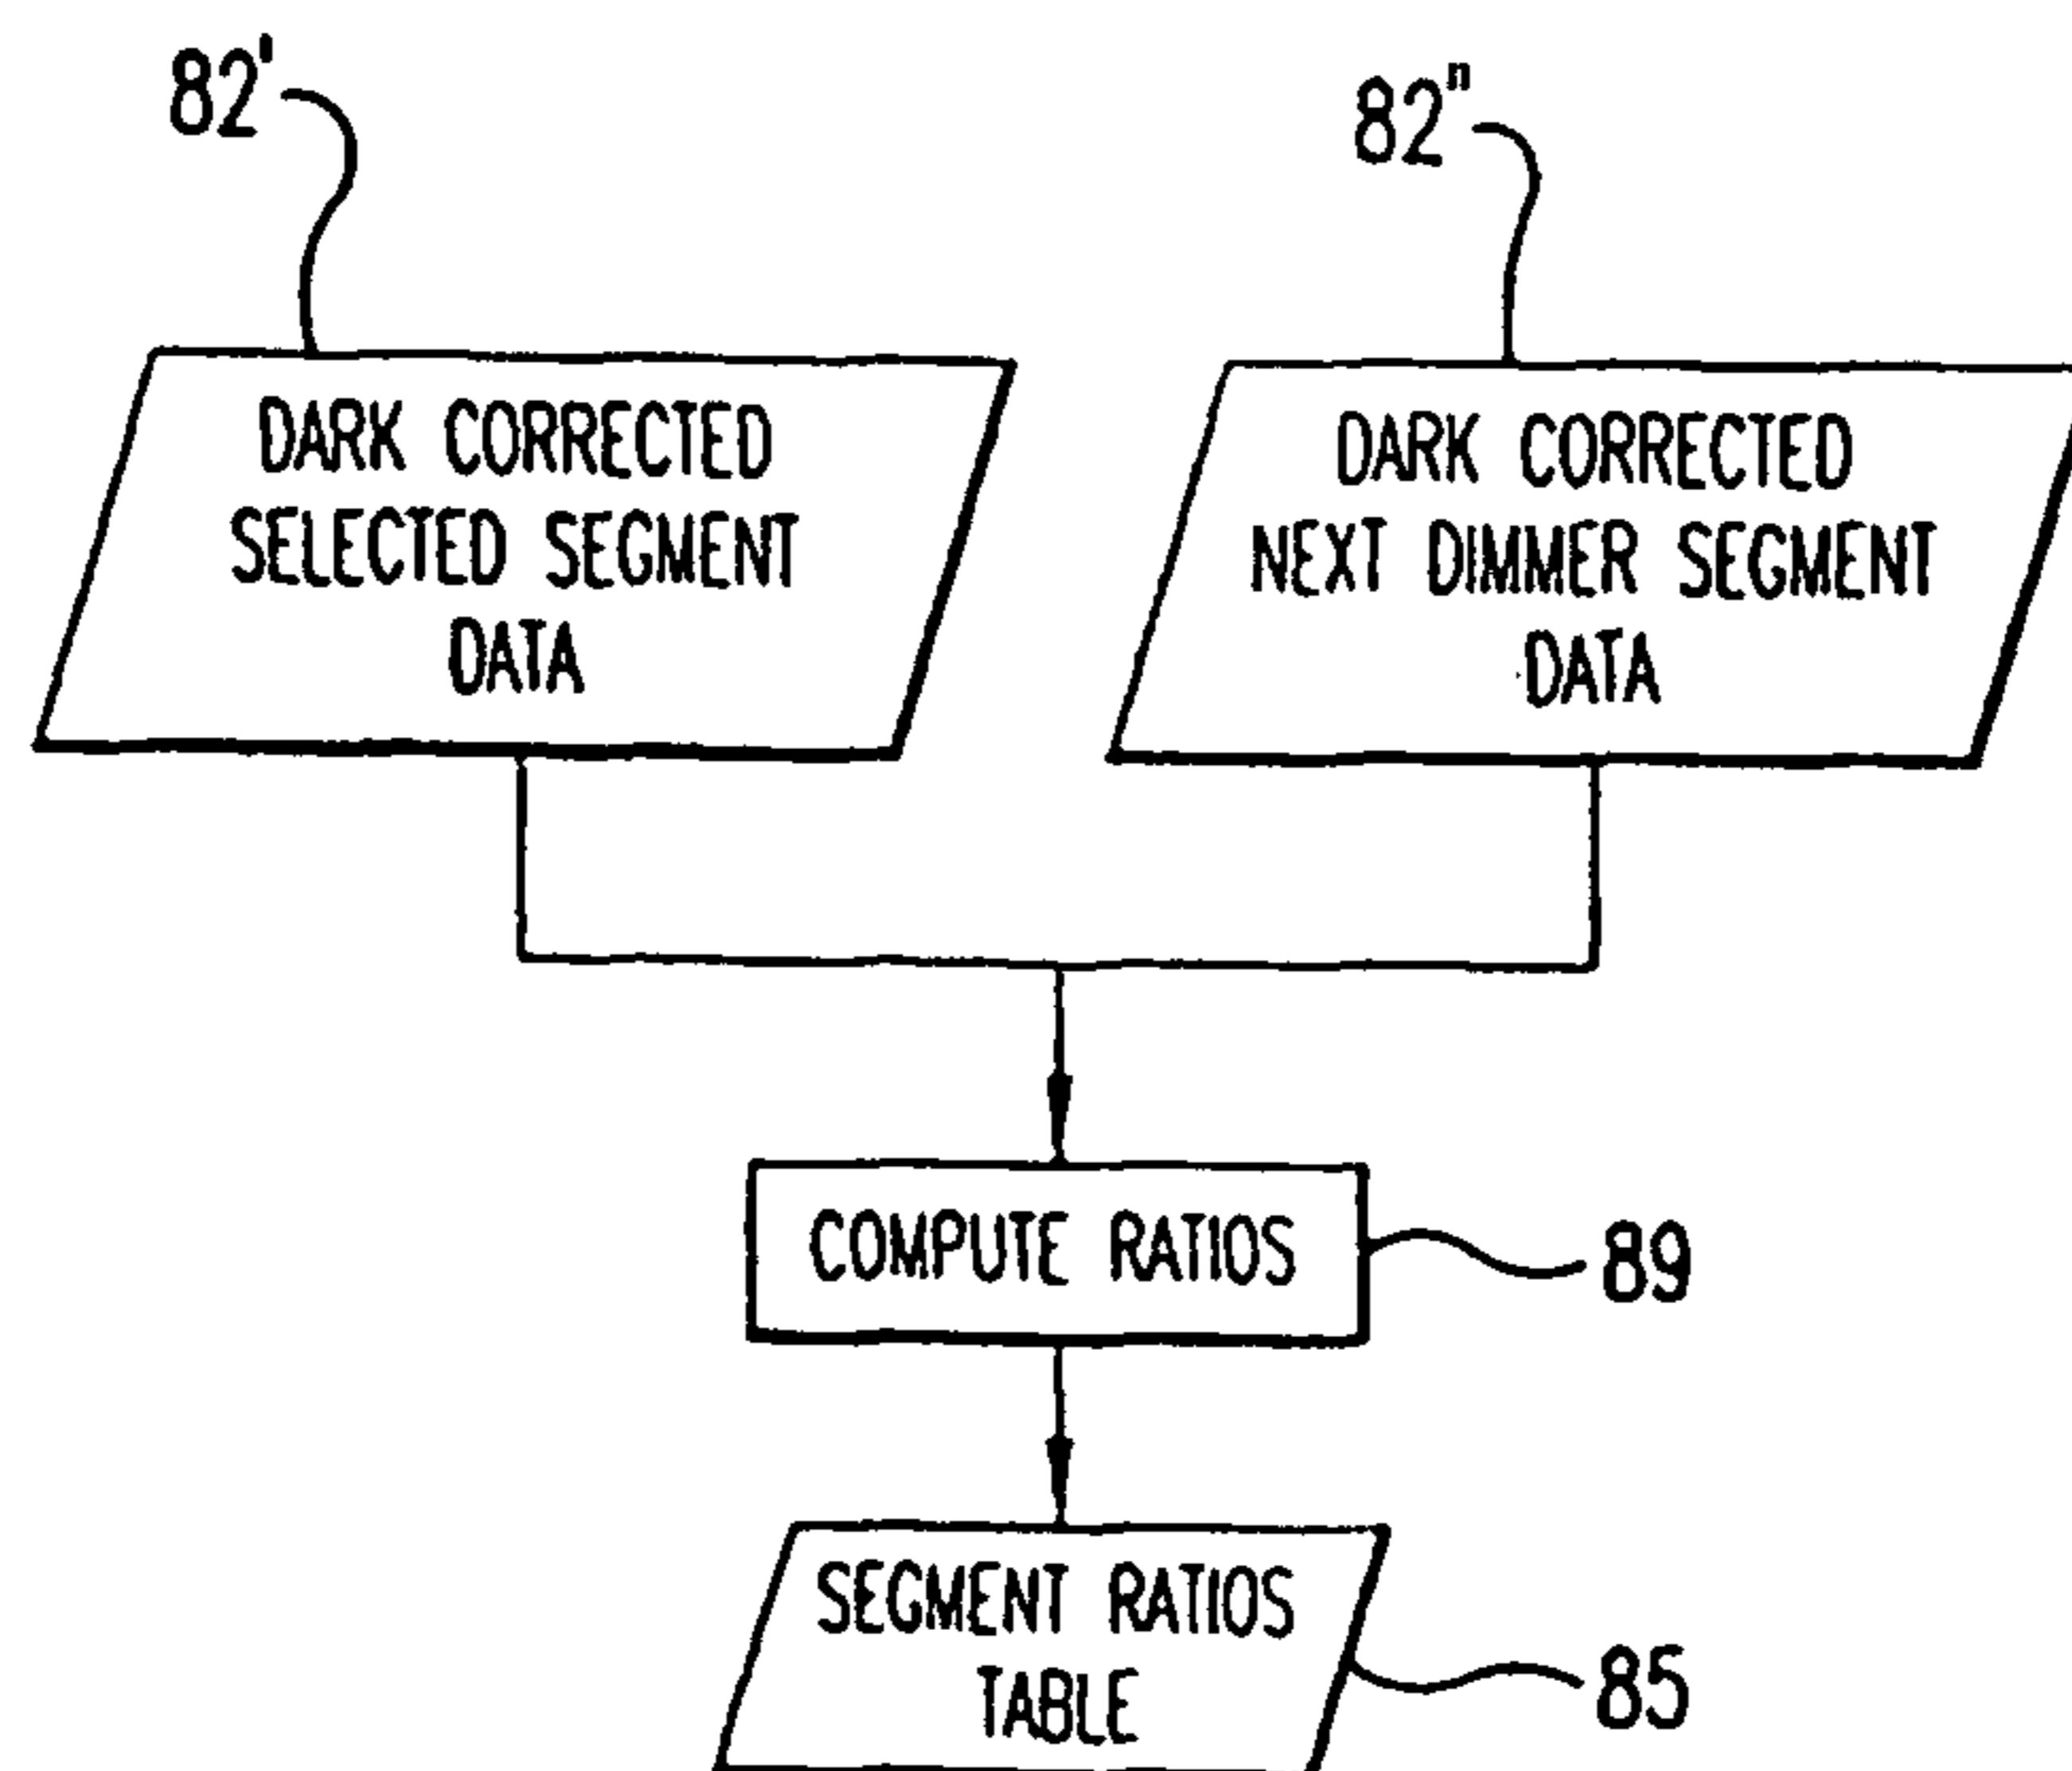 82'
82"
DARK CORRECTED
SELECTED SEGMENT
DATA
DARK CORRECTED
NEXT DIMMER SEGMENT
DATA
COMPUTE RATIOS
89
SEGMENT RATIOS
TABLE
85